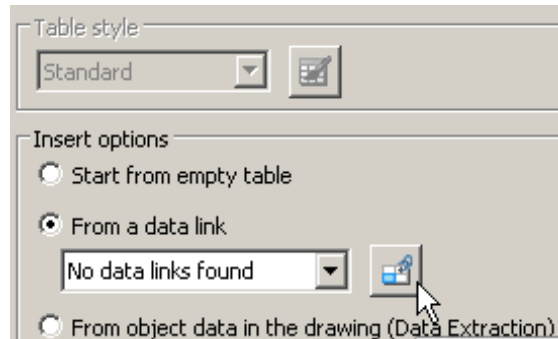 Table style
Standard
Insert options
Start from empty table
From a data link
No data links found
From object data in the drawing (Data Extraction)